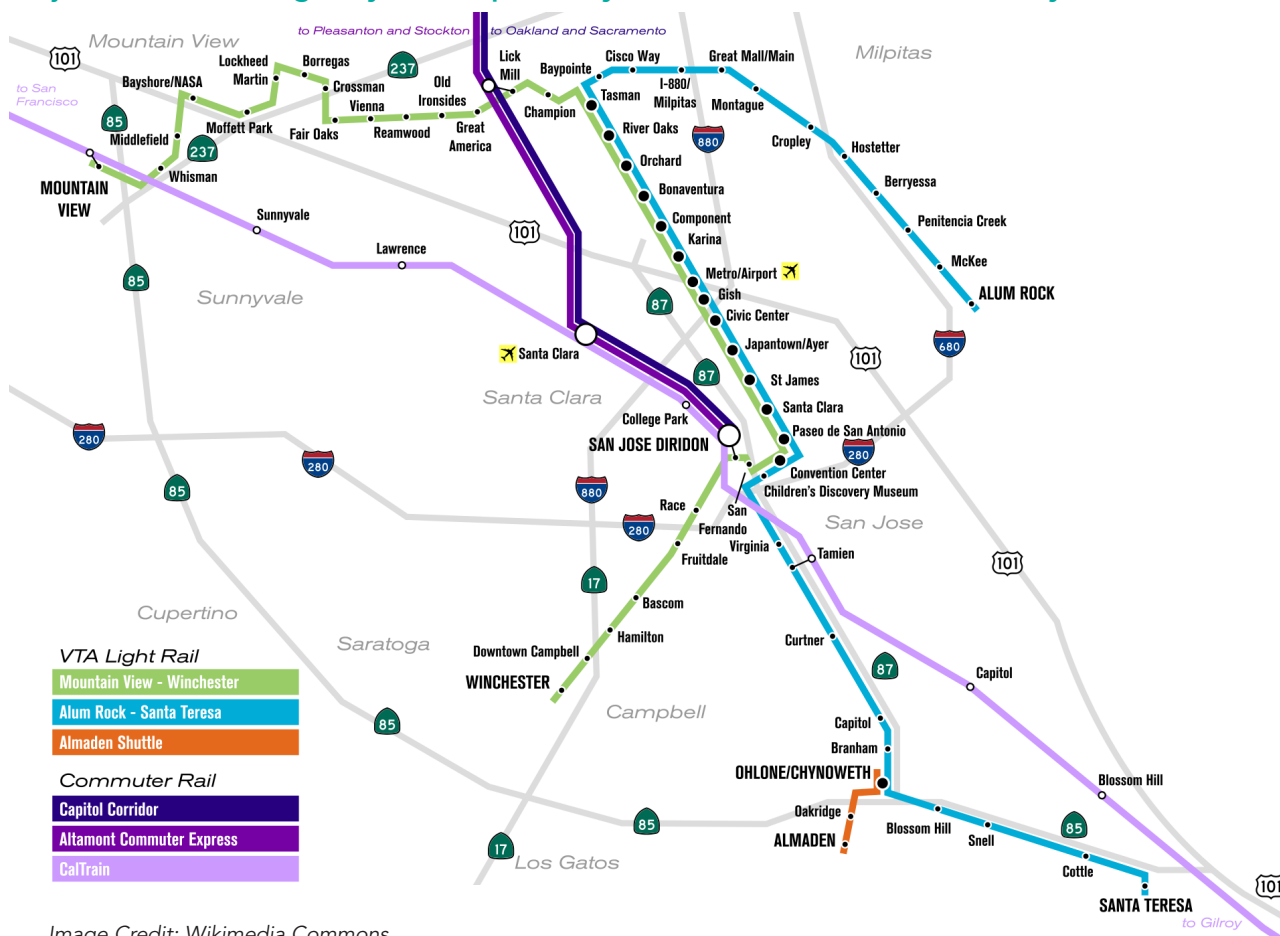 to Pleasanton and Stockton
to Oakland and Sacramento
Mountain View
Milpitas
101
237
Lockheed
Martin
Borregas
Bayshore/NASA
Crossman
Old
Ironsides
Lick
Mill
Baypointe
Cisco Way
Great Mall/Main
to San
Francisco
85
Middlefield
Moffett Park
Vienna
Fair Oaks
Reamwood
Great
America
Champion
Tasman
I-880/
Milpitas
Montague
237
Whisman
MOUNTAIN
VIEW
River Oaks
880
Cropley
Hostetter
Orchard
Berryessa
Bonaventura
Sunnyvale
Component
Penitencia Creek
101
Karina
Lawrence
McKee
Metro/Airport
85
Sunnyvale
Gish
ALUM ROCK
87
Civic Center
Santa Clara
Japantown/Ayer
680
101
87
St James
Santa Clara
College Park
Santa Clara
Paseo de San Antonio
280
280
SAN JOSE DIRIDON
280
Convention Center
Children's Discovery Museum
85
880
Race
San
Fernando
280
San Jose
Virginia
Tamien
Fruitdale
101
17
Bascom
Cupertino
Saratoga
Hamilton
Curtner
Downtown Campbell
87
WINCHESTER
Capitol
Campbell
85
Capitol
Branham
OHLONE/CHYNOWETH
Blossom Hill
Oakridge
85
Blossom Hill
85
ALMADEN
Snell
17
Los Gatos
Cottle
101
SANTA TERESA
to Gilroy
VTA Light Rail
Mountain View - Winchester
Alum Rock - Santa Teresa
Almaden Shuttle
Commuter Rail
Capitol Corridor
Altamont Commuter Express
CalTrain
Image Credit: Wikimedia Commons